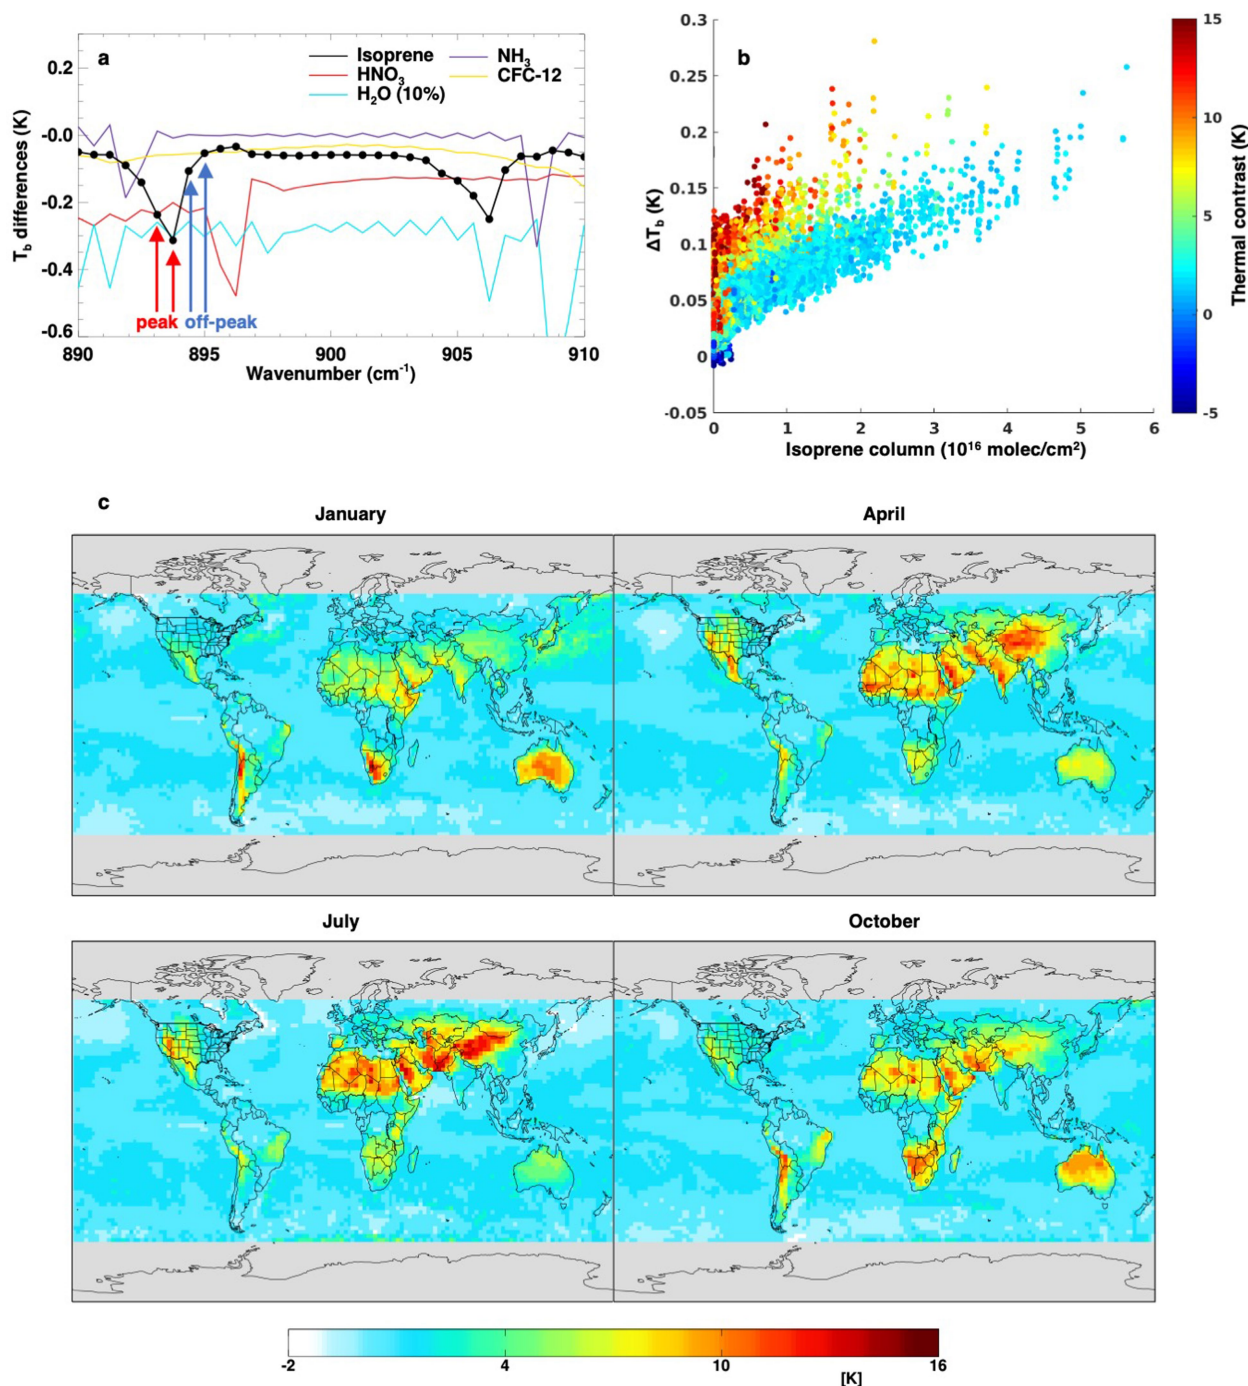 a
Isoprene
HNO₃
H₂O (10%)
NH₃
CFC-12
0.2
-0.0
-0.2
-0.4
-0.6
T_b differences (K)
peak off-peak
890 895 900 905 910
Wavenumber (cm⁻¹)
b
0.3
0.25
0.2
0.15
0.1
0.05
0
-0.05
ΔT_b (K)
0 1 2 3 4 5 6
Isoprene column (10¹⁶ molec/cm²)
15
10
5
0
-5
Thermal contrast (K)
c
January April
July October
-2 4 10 16
[K]